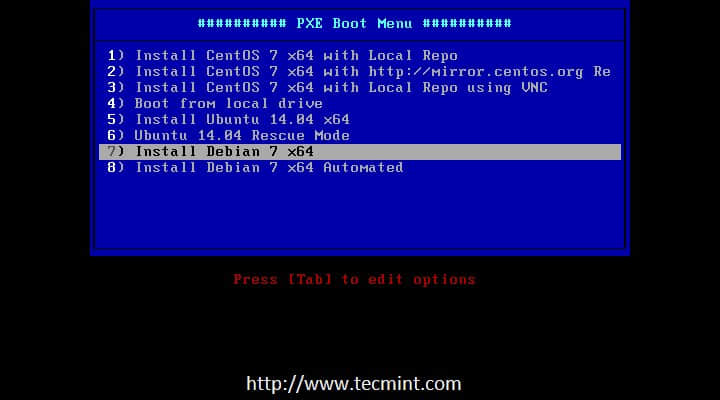 ########## PXE Boot Menu ##########
1) Install CentOS 7 x64 with Local Repo
2) Install CentOS 7 x64 with http://mirror.centos.org Re
3) Install CentOS 7 x64 with Local Repo using VNC
4) Boot from local drive
5) Install Ubuntu 14.04 x64
6) Ubuntu 14.04 Rescue Mode
7) Install Debian 7 x64
8) Install Debian 7 x64 Automated
Press [Tab] to edit options
http://www.tecmint.com